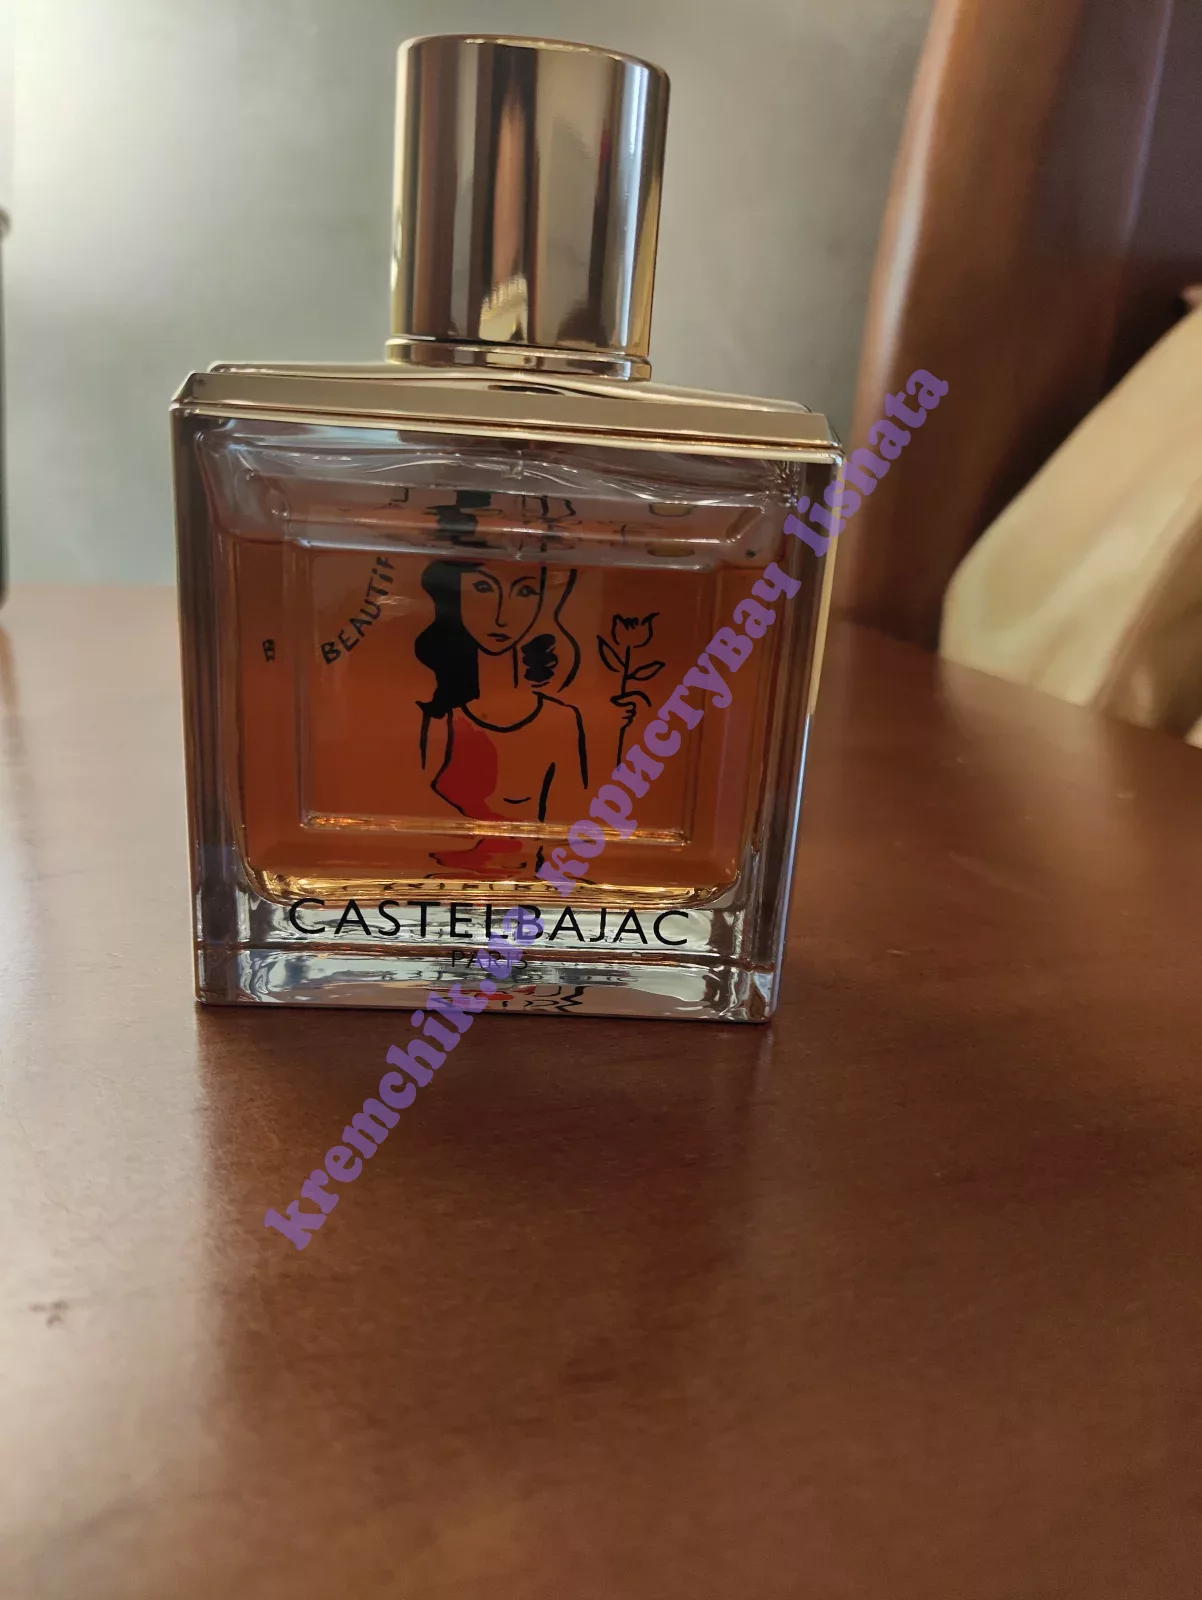 B BEAUTIF
CASTELBAJAC
PARIS
kremchik.ua користувач lisnata